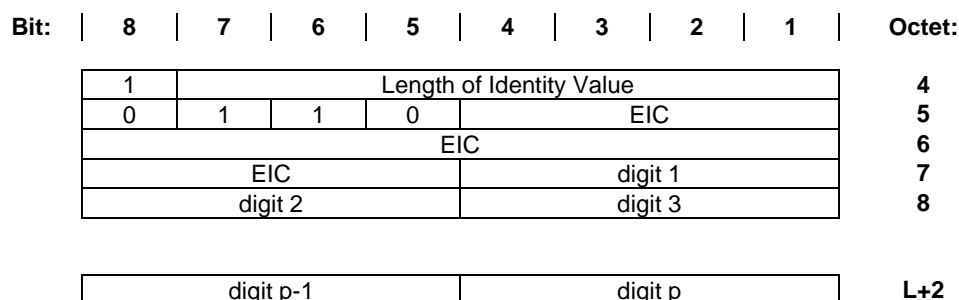 Bit: 8 7 6 5 4 3 2 1 Octet:
1 Length of Identity Value 4
0 1 1 0 EIC 5
EIC 6
EIC digit 1 7
digit 2 digit 3 8
digit p-1 digit p L+2